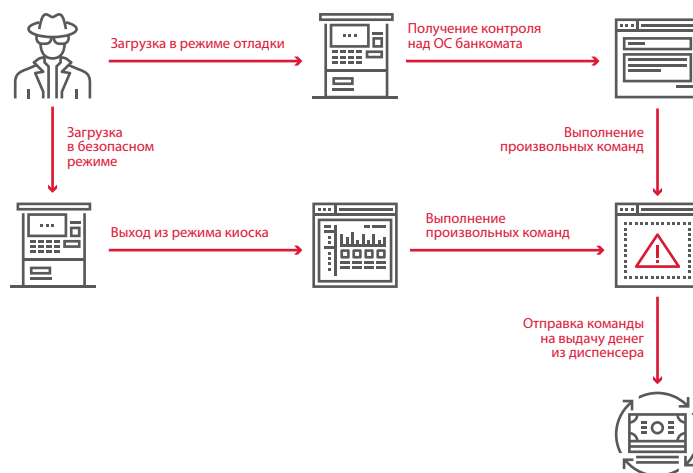 Загрузка в режиме отладки
Получение контроля
над ОС банкомата
Загрузка
в безопасном
режиме
Выполнение
произвольных команд
Выход из режима киоска
Выполнение
произвольных команд
Отправка команды
на выдачу денег
из диспенсера